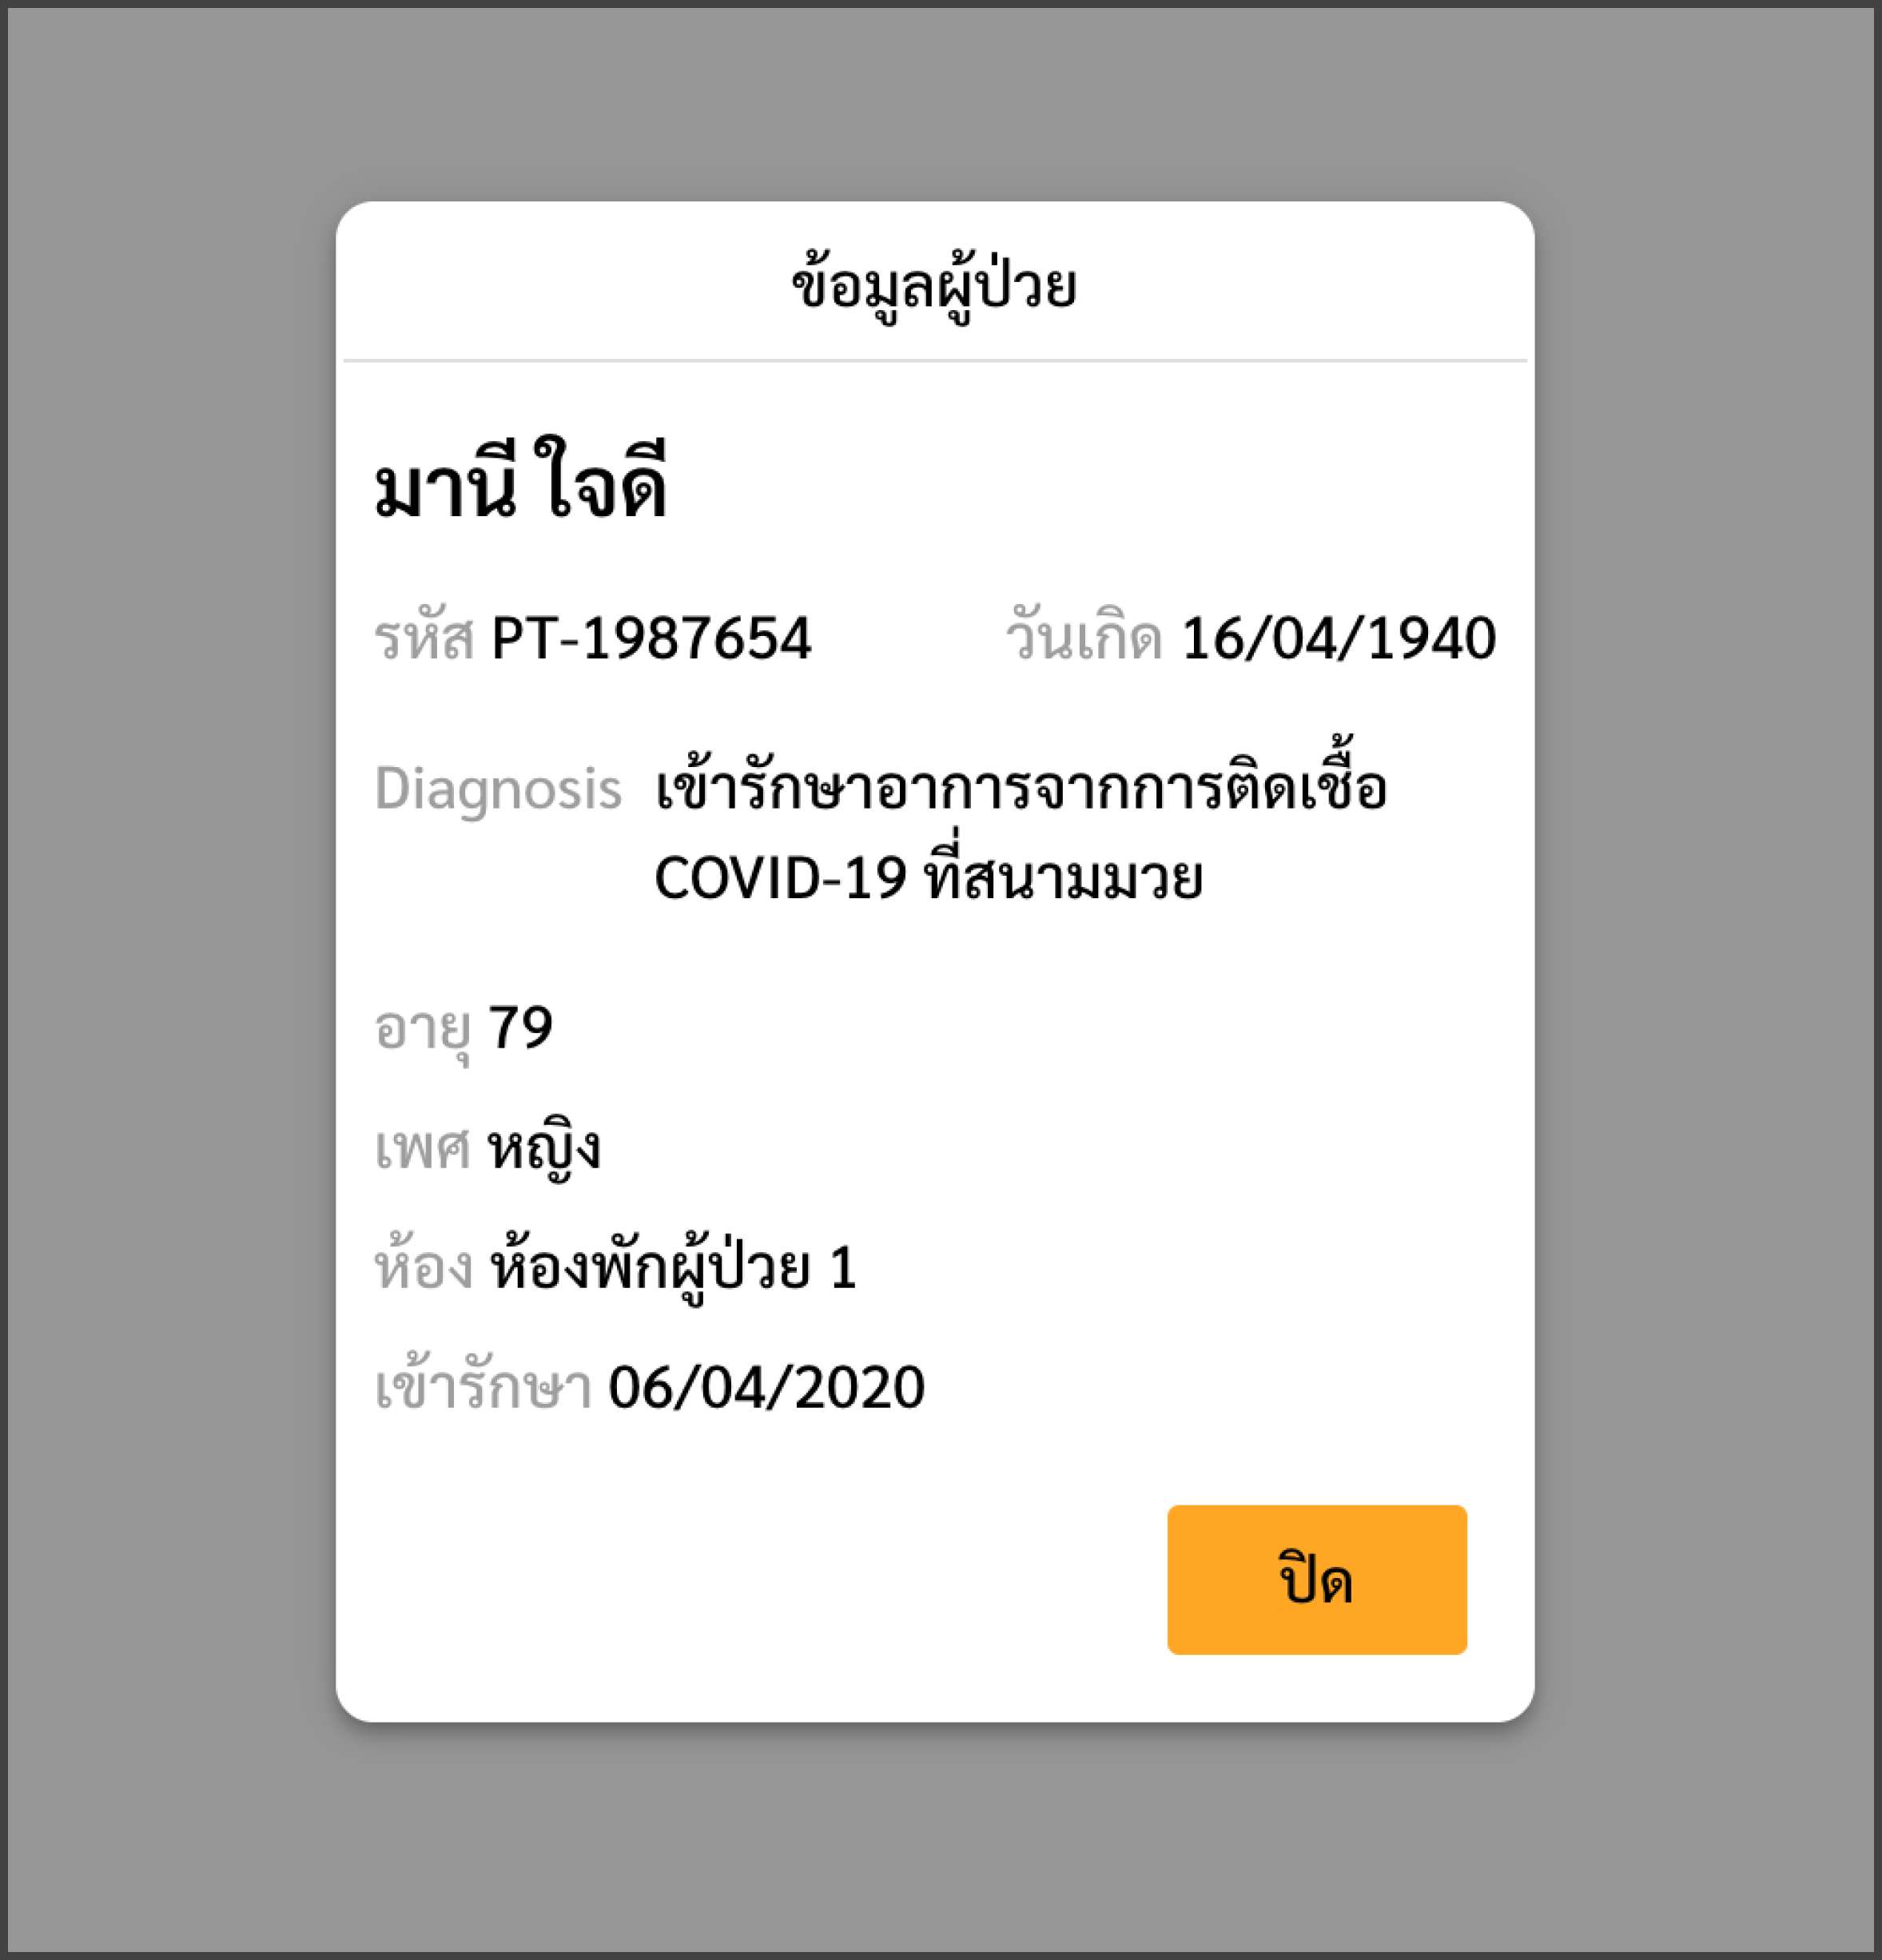 ข้อมูลผู้ป่วย
มานี ใจดี
รหัส PT-1987654 วันเกิด 16/04/1940
Diagnosis เข้ารักษาอาการจากการติดเชื้อ
COVID-19 ที่สนามมวย
อายุ 79
เพศ หญิง
ห้อง ห้องพักผู้ป่วย 1
เข้ารักษา 06/04/2020
ปิด